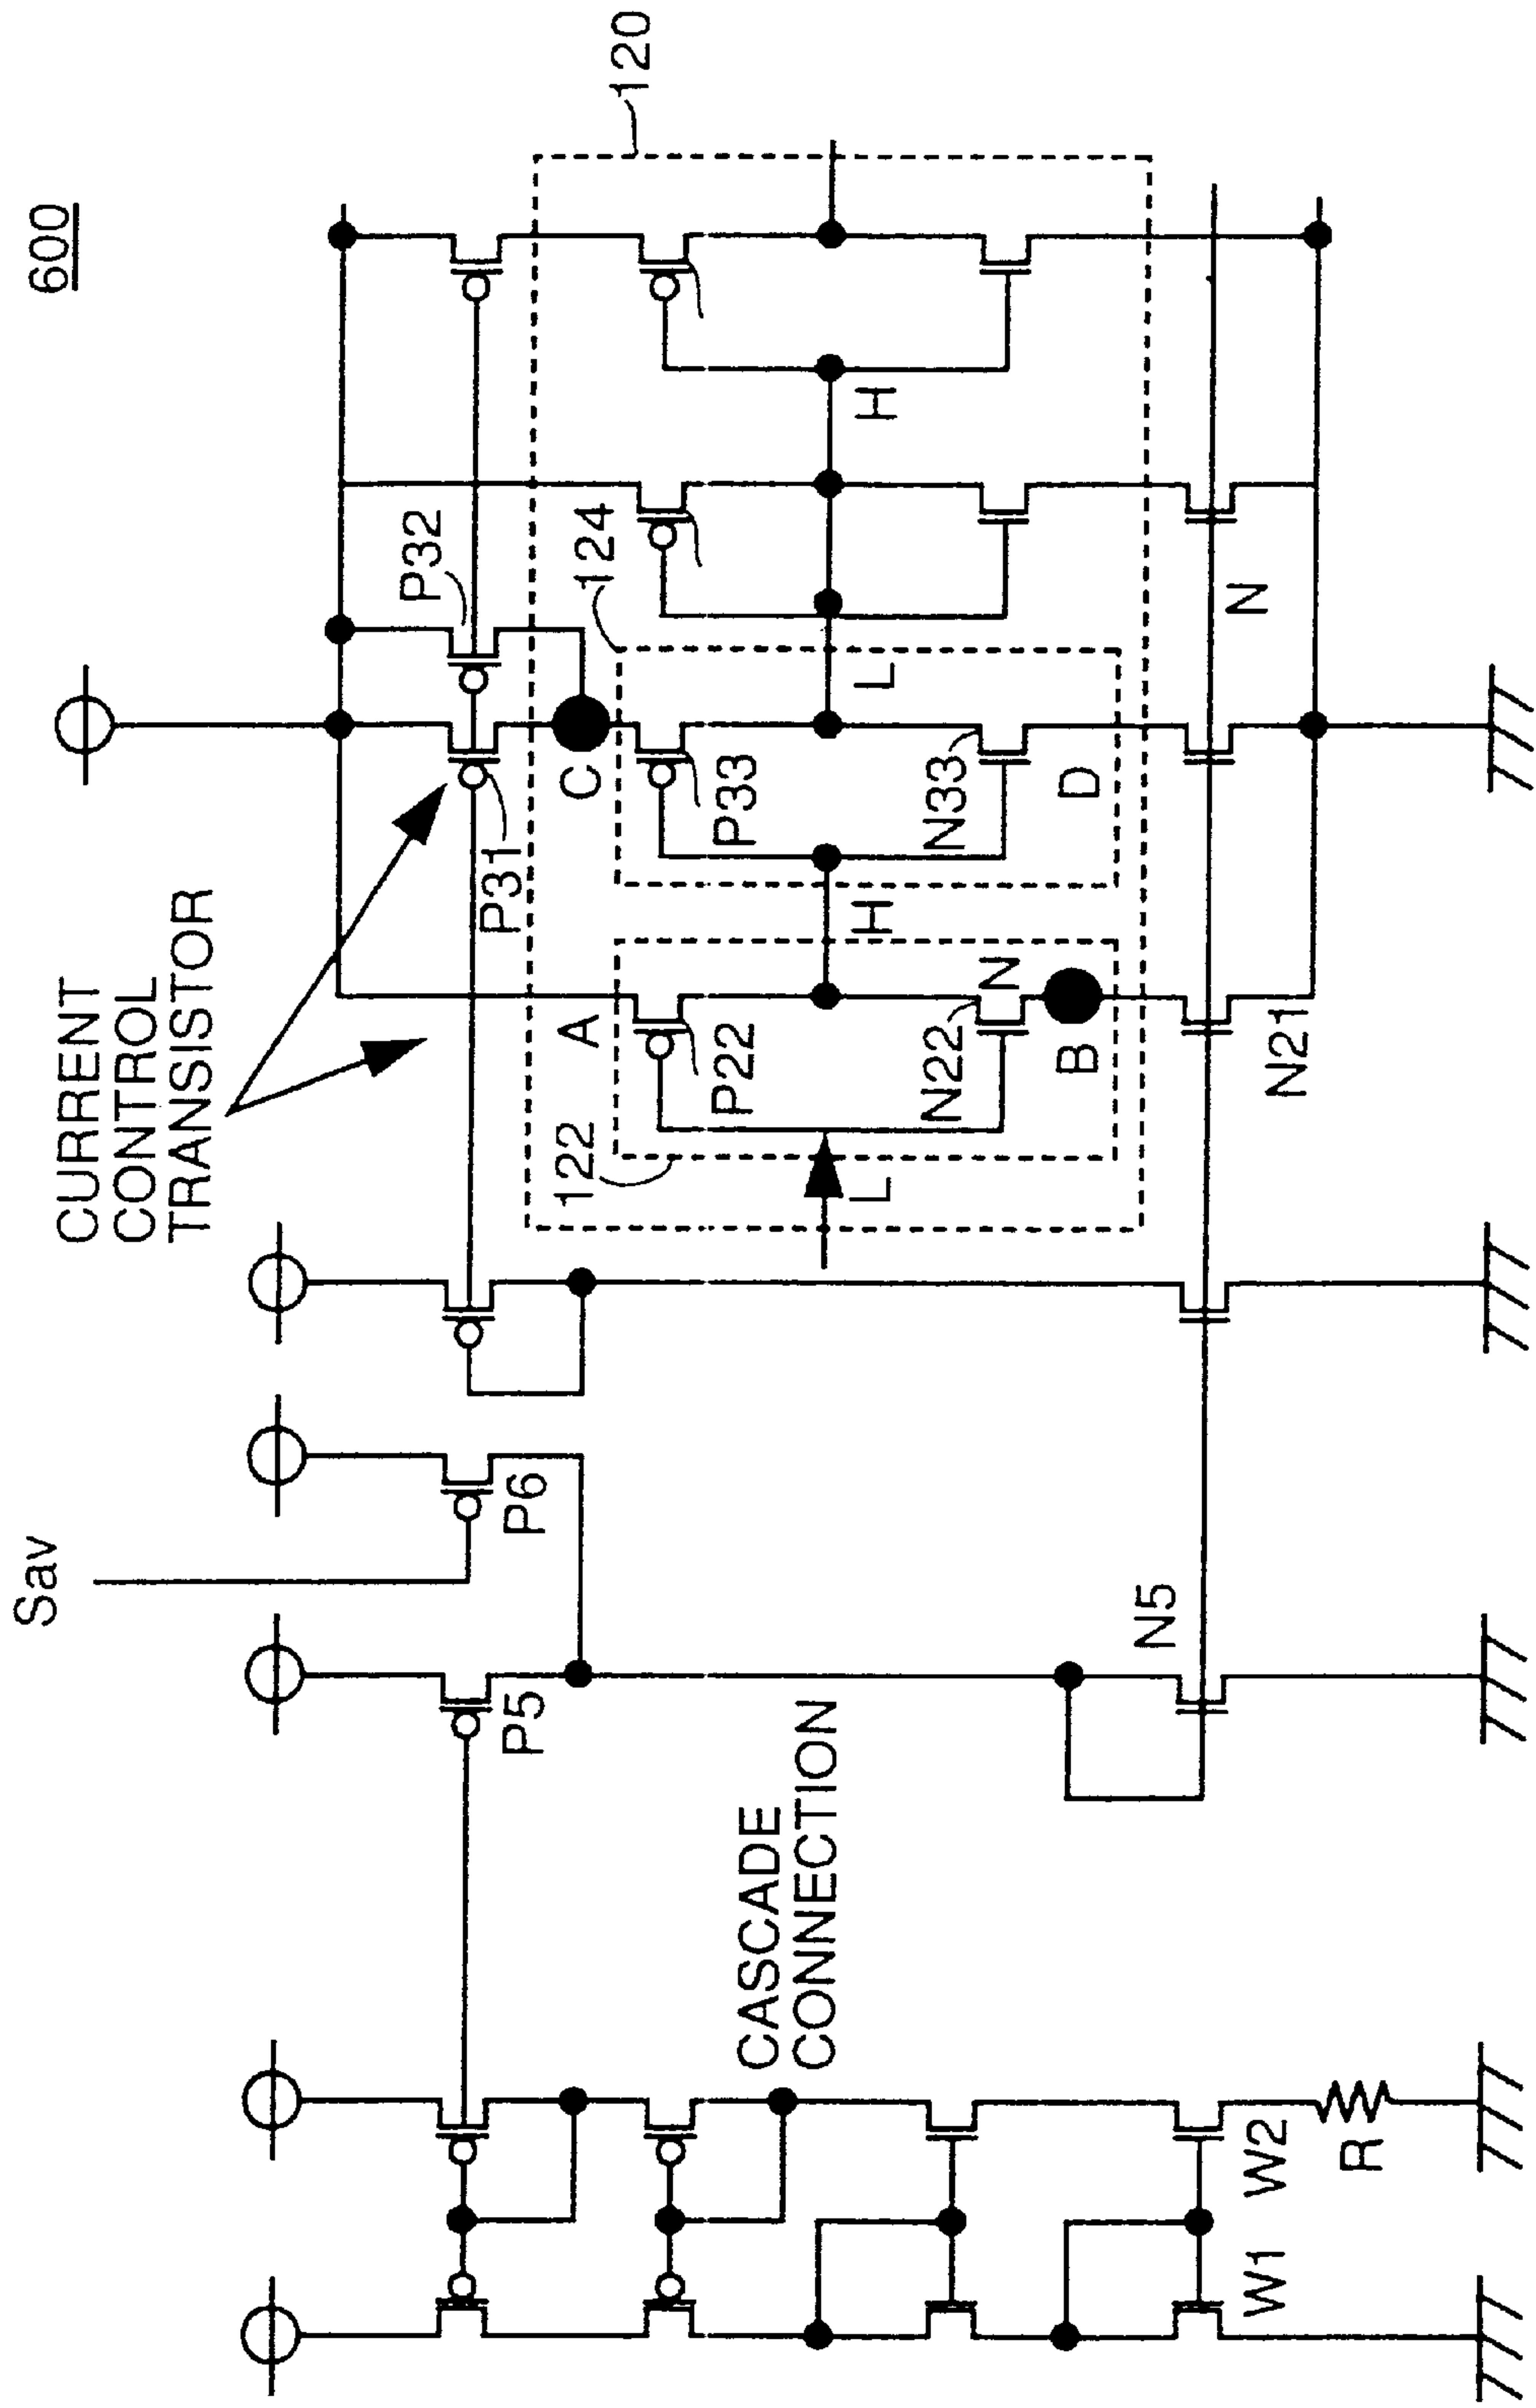 600
Sav
CURRENT
CONTROL
TRANSISTOR
120
P32
124
C
P31
A
P22
P33
H
L
H
122
L
N22
N
B
N33
D
N
N21
P5
P6
N5
CASCADE
CONNECTION
W1
W2
R